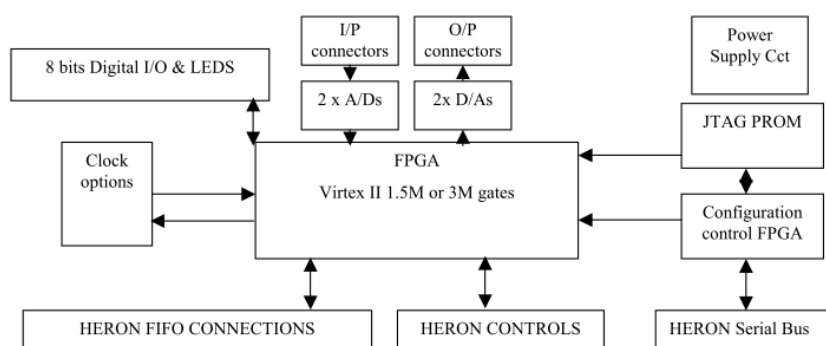 I/P
connectors
O/P
connectors
Power
Supply Cct
8 bits Digital I/O & LEDS
2 x A/Ds
2x D/As
JTAG PROM
Clock
options
FPGA
Virtex II 1.5M or 3M gates
Configuration
control FPGA
HERON FIFO CONNECTIONS
HERON CONTROLS
HERON Serial Bus